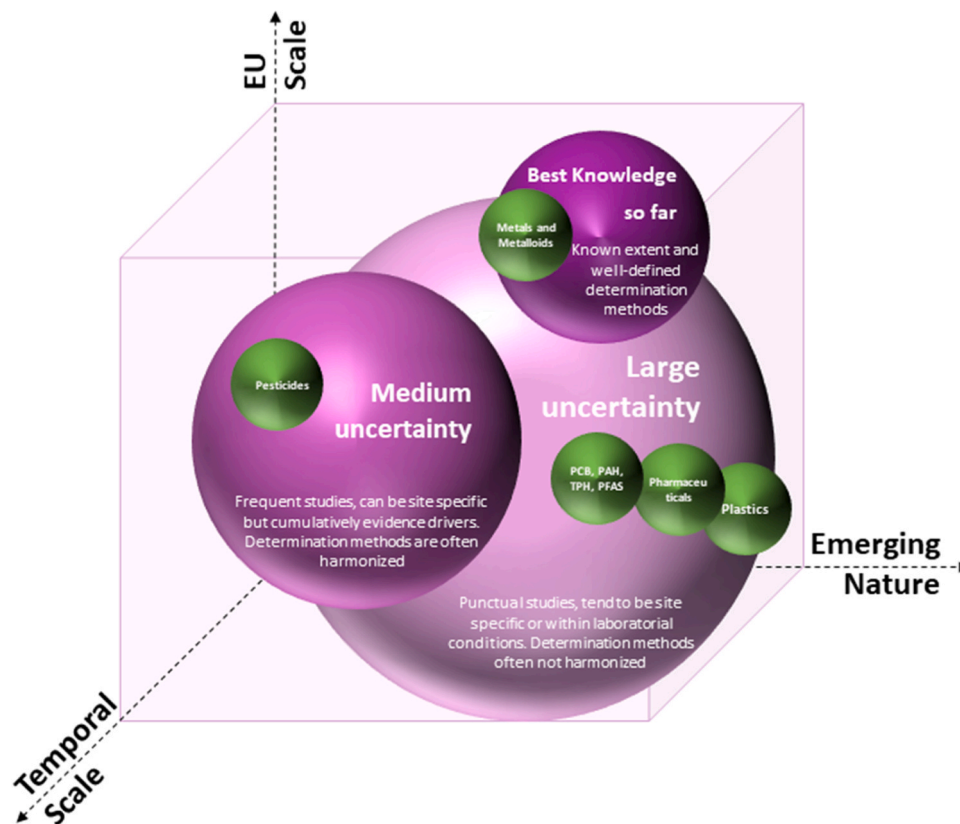 EU
Scale
Best Knowledge
so far
Metals and
Metalloids
Known extent and
well-defined
determination
methods
Large
uncertainty
Pesticides
Medium
uncertainty
PCB, PAH,
TPH, PFAS
Pharmaceu
ticals
Plastics
Frequent studies, can be site specific
but cumulatively evidence drivers.
Determination methods are often
harmonized
Emerging
Nature
Punctual studies, tend to be site
specific or within laboratorial
conditions. Determination methods
often not harmonized
Temporal
Scale